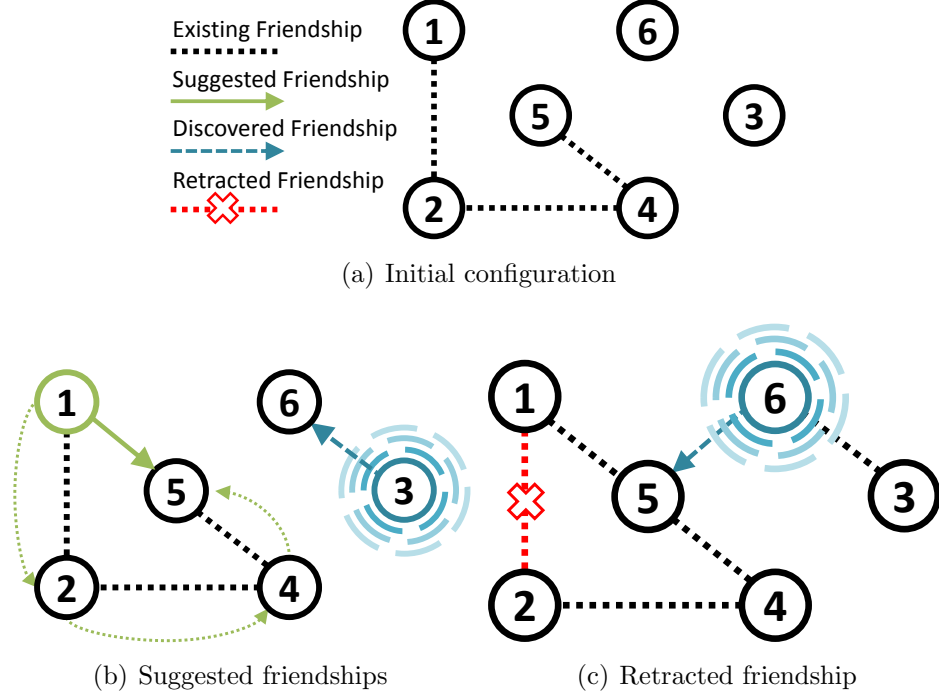 Existing Friendship
Suggested Friendship
Discovered Friendship
Retracted Friendship
1
6
5
3
2
4
(a) Initial configuration
1
6
5
3
2
4
(b) Suggested friendships
1
6
5
3
2
4
(c) Retracted friendship